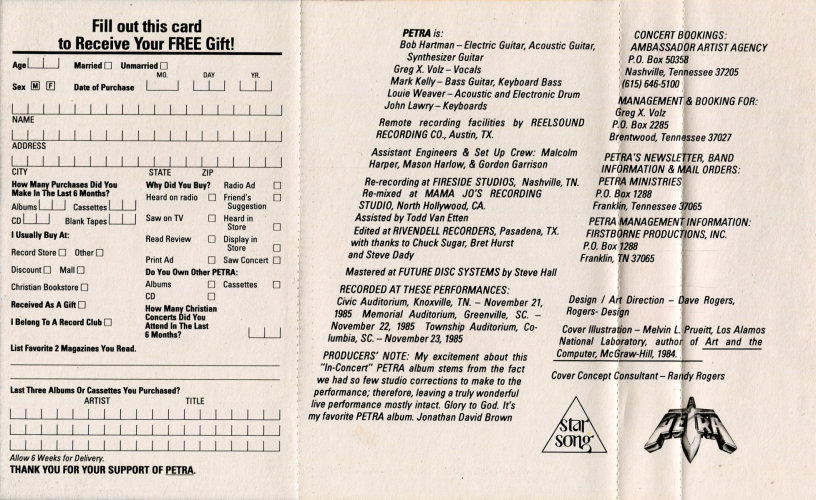 Fill out this card
to Receive Your FREE Gift!
Age
Married Unmarried
MO. DAY YR.
Sex M F Date of Purchase
NAME
ADDRESS
CITY STATE ZIP
How Many Purchases Did You
Make In The Last 6 Months?
Albums Cassettes
CD Blank Tapes
I Usually Buy At:
Record Store Other
Discount Mall
Christian Bookstore
Received As A Gift
I Belong To A Record Club
Why Did You Buy? Radio Ad
Heard on radio Friend's
Suggestion
Saw on TV Heard in
Store
Read Review Display in
Store
Print Ad Saw Concert
Do You Own Other PETRA:
Albums Cassettes
CD
How Many Christian
Concerts Did You
Attend In The Last
6 Months?
List Favorite 2 Magazines You Read.
Last Three Albums Or Cassettes You Purchased?
ARTIST TITLE
Allow 6 Weeks for Delivery.
THANK YOU FOR YOUR SUPPORT OF PETRA.
PETRA is:
Bob Hartman – Electric Guitar, Acoustic Guitar,
Synthesizer Guitar
Greg X. Volz – Vocals
Mark Kelly – Bass Guitar, Keyboard Bass
Louie Weaver – Acoustic and Electronic Drum
John Lawry – Keyboards
Remote recording facilities by REELSOUND
RECORDING CO., Austin, TX.
Assistant Engineers & Set Up Crew: Malcolm
Harper, Mason Harlow, & Gordon Garrison
Re-recording at FIRESIDE STUDIOS, Nashville, TN.
Re-mixed at MAMA JO'S RECORDING
STUDIO, North Hollywood, CA.
Assisted by Todd Van Etten
Edited at RIVENDELL RECORDERS, Pasadena, TX.
with thanks to Chuck Sugar, Bret Hurst
and Steve Dady
Mastered at FUTURE DISC SYSTEMS by Steve Hall
RECORDED AT THESE PERFORMANCES:
Civic Auditorium, Knoxville, TN. – November 21,
1985 Memorial Auditorium, Greenville, SC. –
November 22, 1985 Township Auditorium, Co-
lumbia, SC. – November 23, 1985
PRODUCERS' NOTE: My excitement about this
"In-Concert" PETRA album stems from the fact
we had so few studio corrections to make to the
performance; therefore, leaving a truly wonderful
live performance mostly intact. Glory to God. It's
my favorite PETRA album. Jonathan David Brown
CONCERT BOOKINGS:
AMBASSADOR ARTIST AGENCY
P.O. Box 50358
Nashville, Tennessee 37205
(615) 646-5100
MANAGEMENT & BOOKING FOR:
Greg X. Volz
P.O. Box 2285
Brentwood, Tennessee 37027
PETRA'S NEWSLETTER, BAND
INFORMATION & MAIL ORDERS:
PETRA MINISTRIES
P.O. Box 1288
Franklin, Tennessee 37065
PETRA MANAGEMENT INFORMATION:
FIRSTBORNE PRODUCTIONS, INC.
P.O. Box 1288
Franklin, TN 37065
Design / Art Direction – Dave Rogers,
Rogers- Design
Cover Illustration – Melvin L. Prueitt, Los Alamos
National Laboratory, author of Art and the
Computer, McGraw-Hill, 1984.
Cover Concept Consultant – Randy Rogers
star
song
PETRA